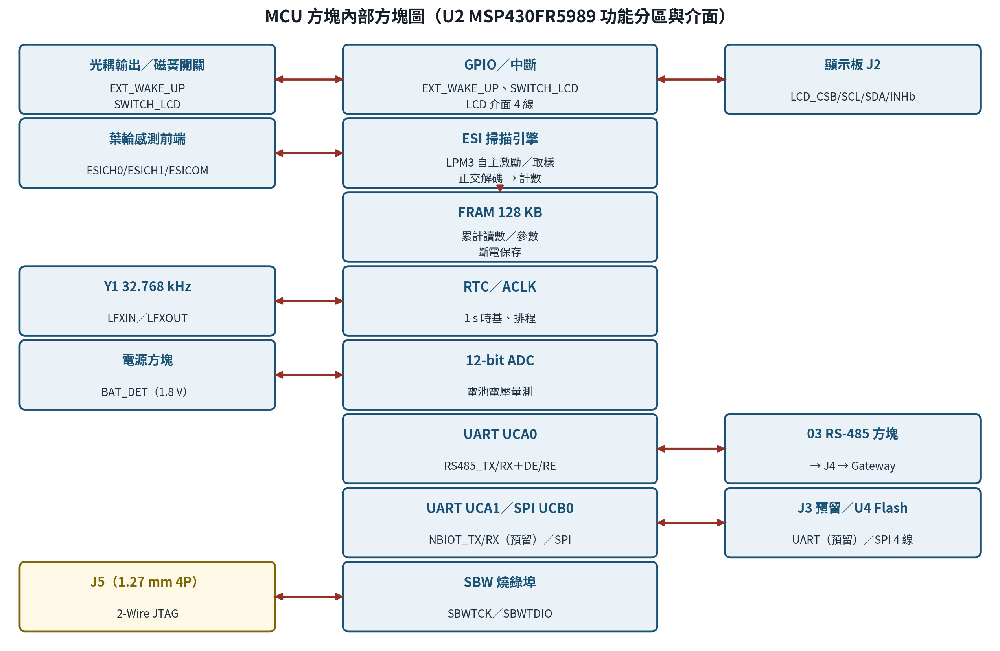 MCU 方塊內部方塊圖（U2 MSP430FR5989 功能分區與介面）
光耦輸出／磁簧開關
EXT_WAKE_UP
SWITCH_LCD
GPIO／中斷
EXT_WAKE_UP、SWITCH_LCD
LCD 介面 4 線
顯示板 J2
LCD_CSB/SCL/SDA/INHb
葉輪感測前端
ESICH0/ESICH1/ESICOM
ESI 掃描引擎
LPM3 自主激勵／取樣
正交解碼 → 計數
FRAM 128 KB
累計讀數／參數
斷電保存
Y1 32.768 kHz
LFXIN／LFXOUT
RTC／ACLK
1 s 時基、排程
電源方塊
BAT_DET（1.8 V）
12-bit ADC
電池電壓量測
UART UCA0
RS485_TX/RX＋DE/RE
03 RS-485 方塊
→ J4 → Gateway
UART UCA1／SPI UCB0
NBIOT_TX/RX（預留）／SPI
J3 預留／U4 Flash
UART（預留）／SPI 4 線
J5（1.27 mm 4P）
2-Wire JTAG
SBW 燒錄埠
SBWTCK／SBWTDIO